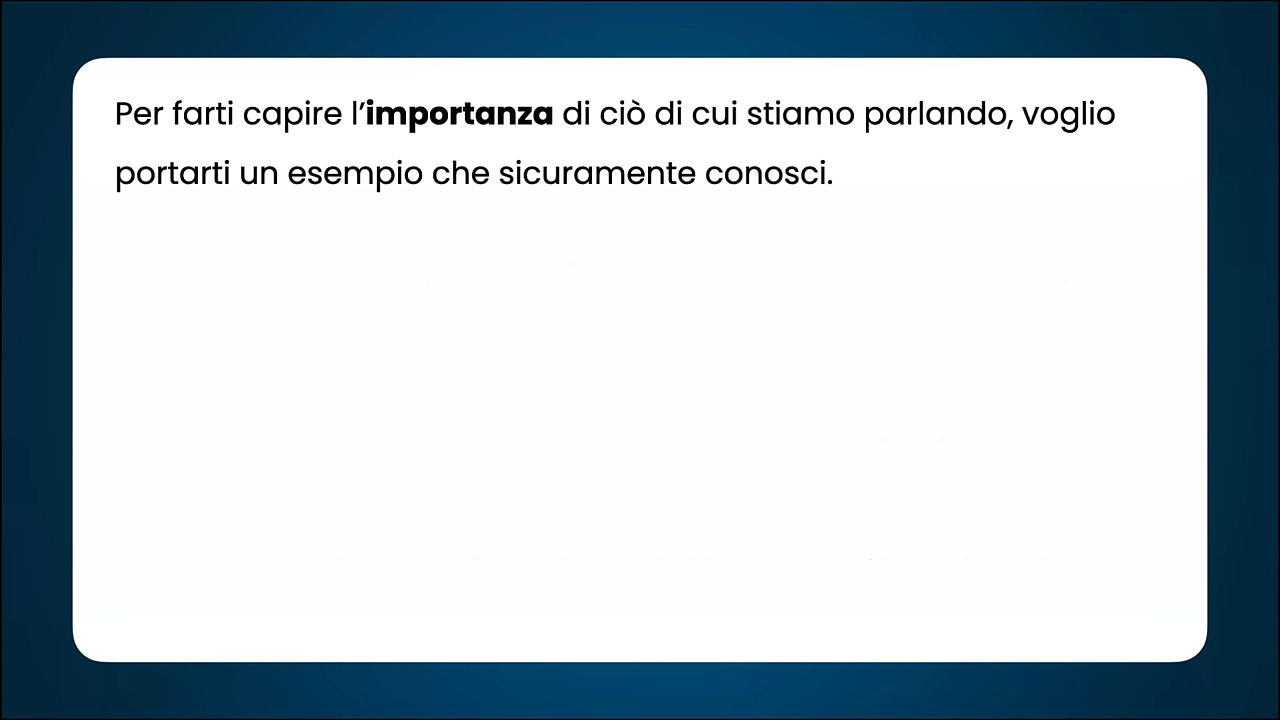 Per farti capire l’importanza di ciò di cui stiamo parlando, voglio
portarti un esempio che sicuramente conosci.